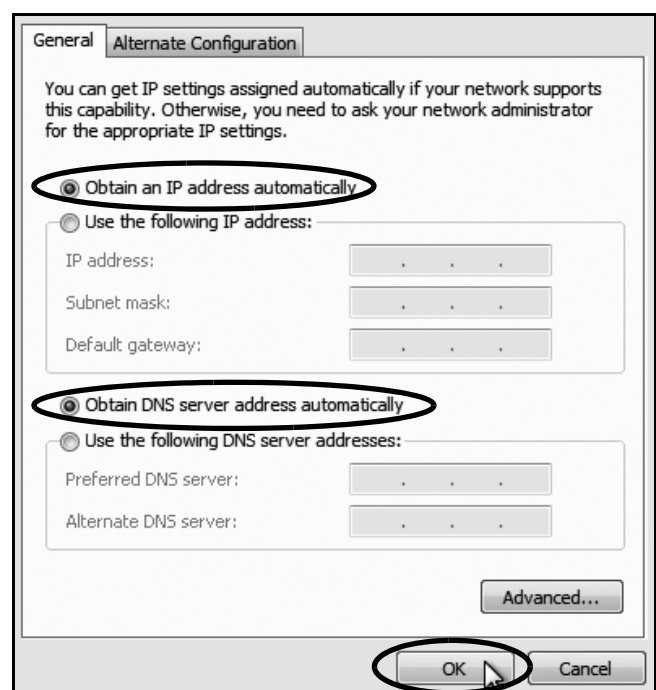 General Alternate Configuration
You can get IP settings assigned automatically if your network supports
this capability. Otherwise, you need to ask your network administrator
for the appropriate IP settings.
Obtain an IP address automatically
Use the following IP address:
IP address:
Subnet mask:
Default gateway:
Obtain DNS server address automatically
Use the following DNS server addresses:
Preferred DNS server:
Alternate DNS server:
Advanced...
OK Cancel